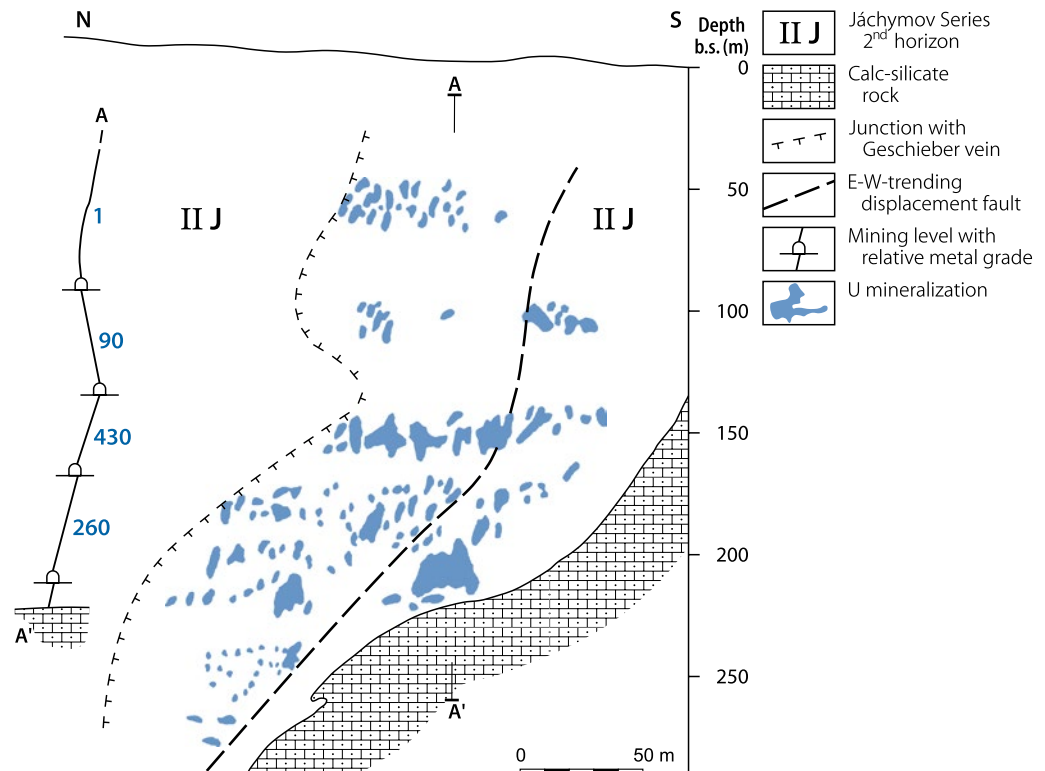 N
S
Depth
b.s. (m)
0
50
100
150
200
250
A
A
1
90
430
260
A'
II J
II J
A'
0 50 m
II J
Jáchymov Series
2nd horizon
Calc-silicate
rock
Junction with
Geschieber vein
E-W-trending
displacement fault
Mining level with
relative metal grade
U mineralization